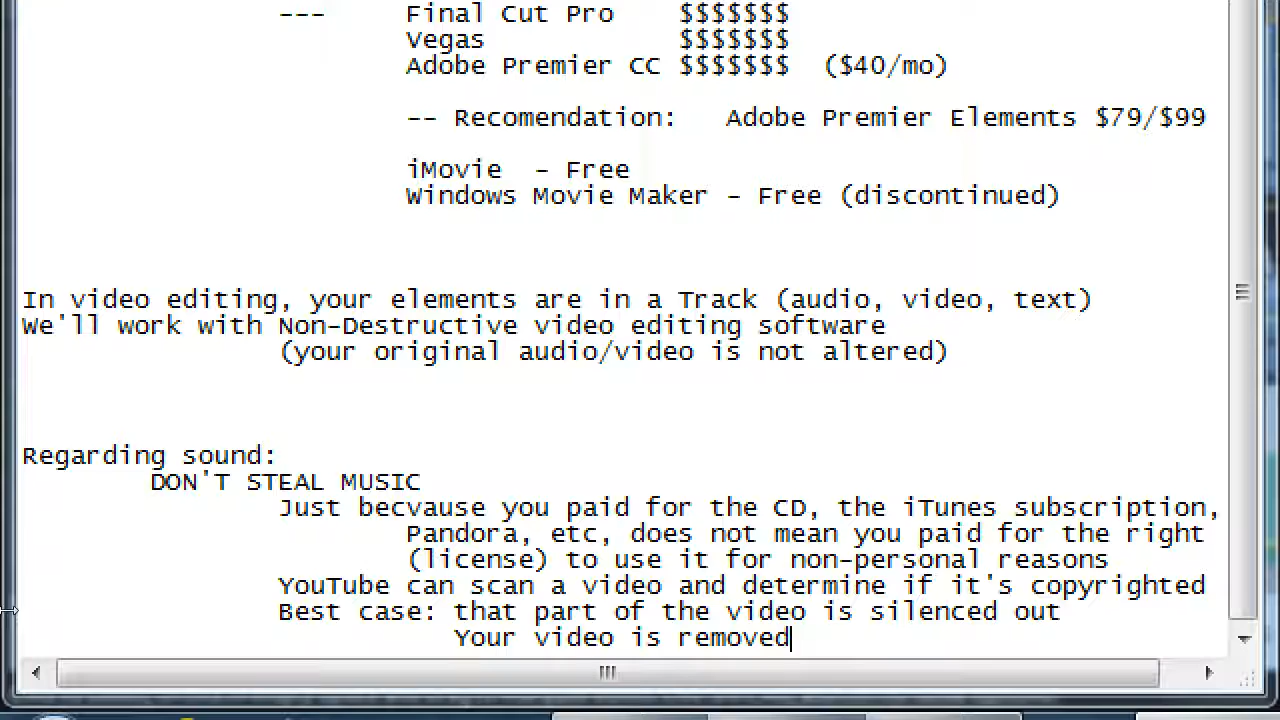 --- Final Cut Pro $$$$$$$
Vegas $$$$$$$
Adobe Premier CC $$$$$$$ ($40/mo)
-- Recomendation: Adobe Premier Elements $79/$99
iMovie - Free
Windows Movie Maker - Free (discontinued)
In video editing, your elements are in a Track (audio, video, text)
We'll work with Non-Destructive video editing software
(your original audio/video is not altered)
Regarding sound:
DON'T STEAL MUSIC
Just becvause you paid for the CD, the iTunes subscription,
Pandora, etc, does not mean you paid for the right
(license) to use it for non-personal reasons
YouTube can scan a video and determine if it's copyrighted
Best case: that part of the video is silenced out
Your video is removed